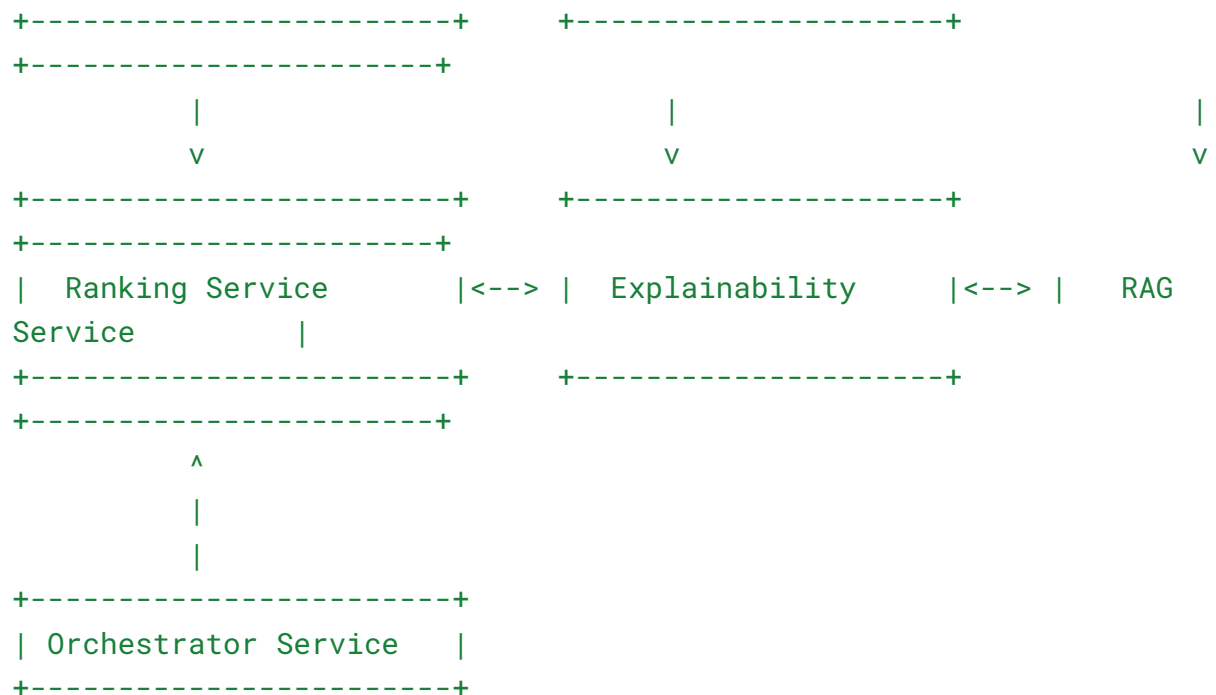 +------------------------+     +---------------------+
+-----------------------+
          |                           |                              |
          v                           v                              v
+------------------------+     +---------------------+
+-----------------------+
|  Ranking Service       |<--> |  Explainability     |<--> |   RAG
Service         |
+------------------------+     +---------------------+
+-----------------------+
          ^
          |
          |
+------------------------+
| Orchestrator Service   |
+------------------------+